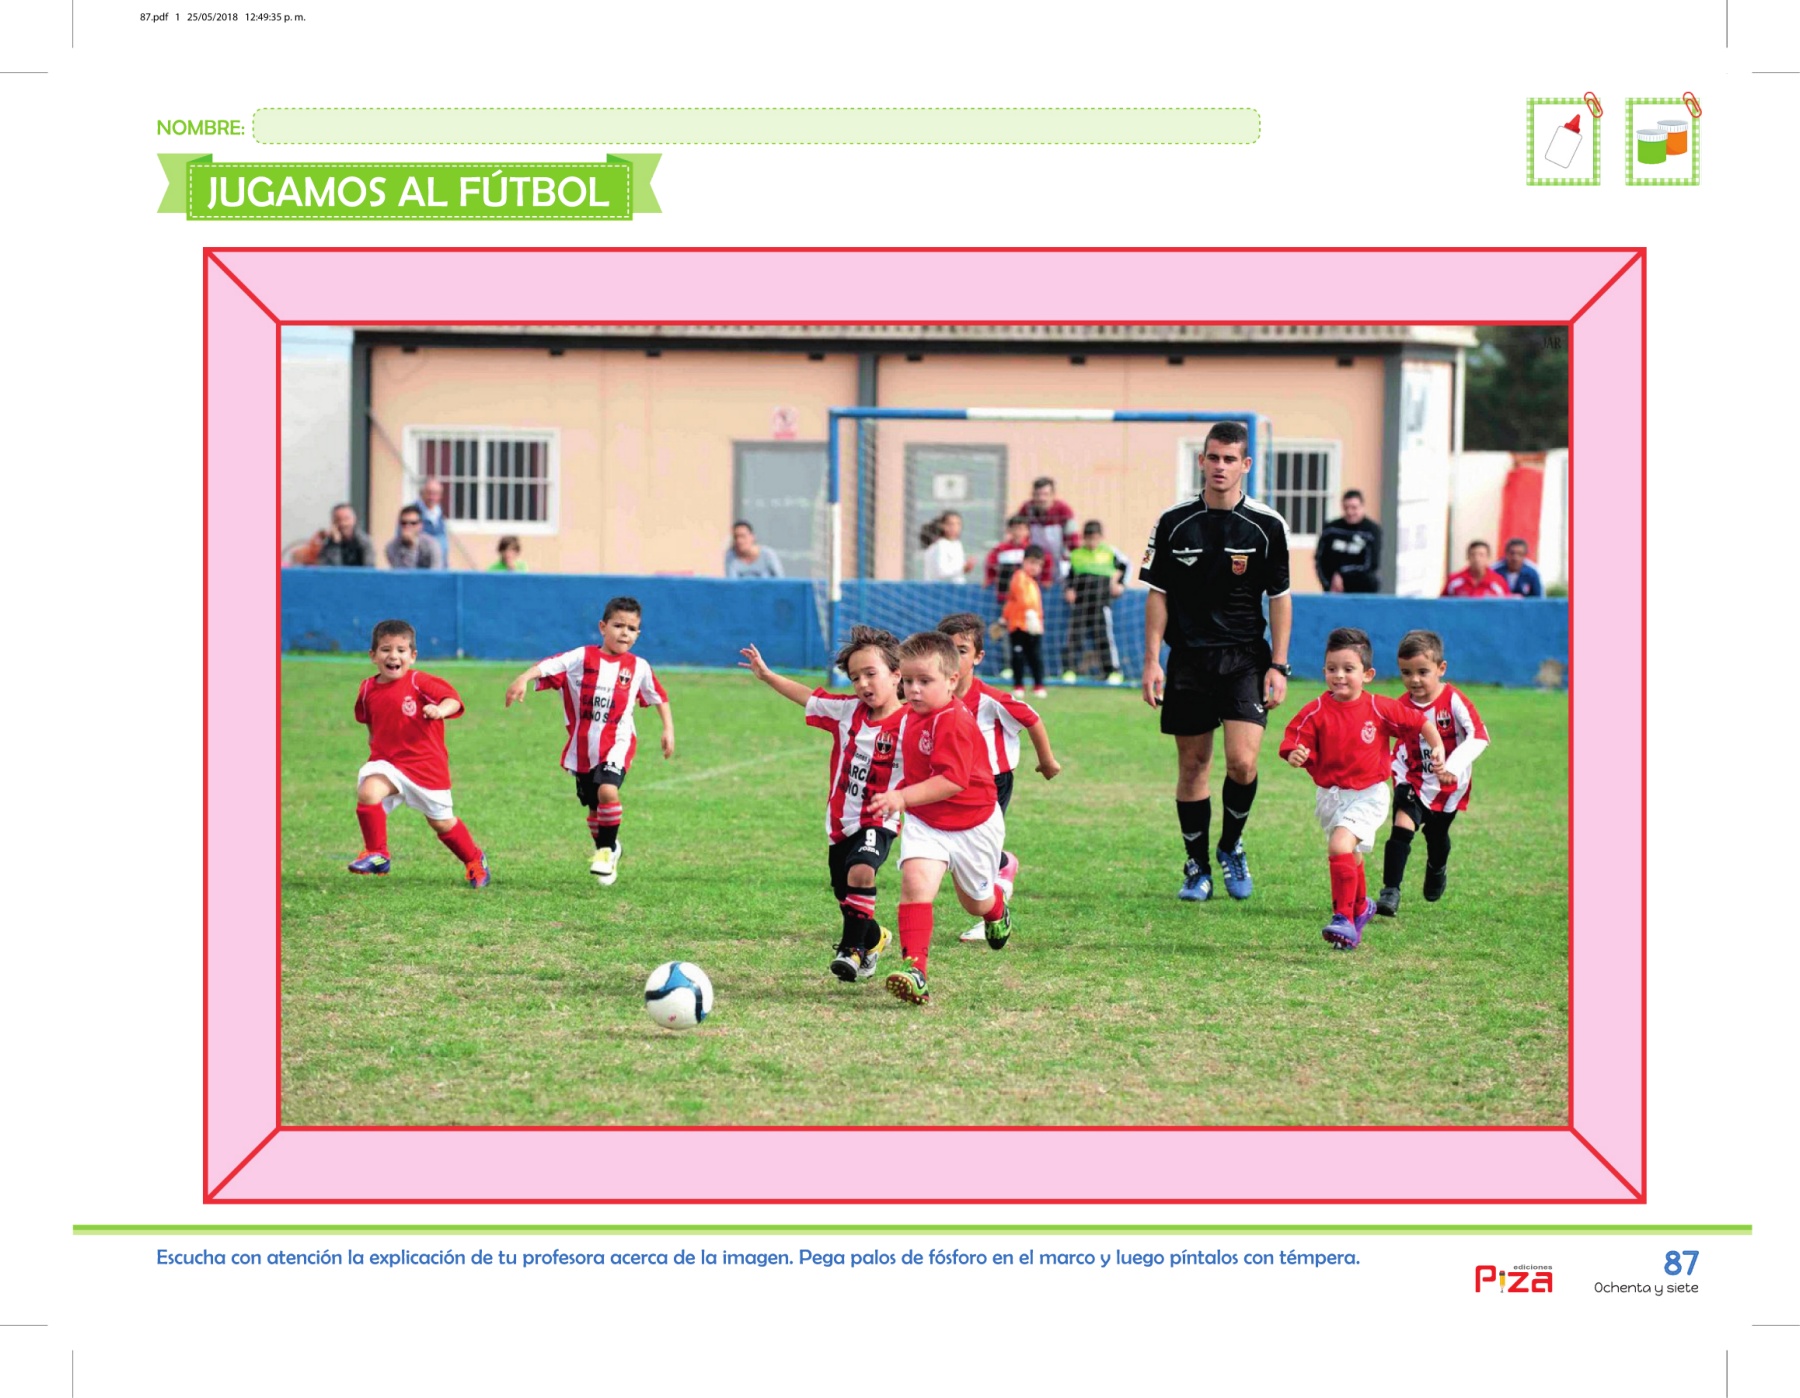 87.pdf 1 25/05/2018 12:49:35 p. m.
NOMBRE:
JUGAMOS AL FÚTBOL
JAR
9
Escucha con atención la explicación de tu profesora acerca de la imagen. Pega palos de fósforo en el marco y luego píntalos con témpera.
ediciones
Piza
87
Ochenta y siete